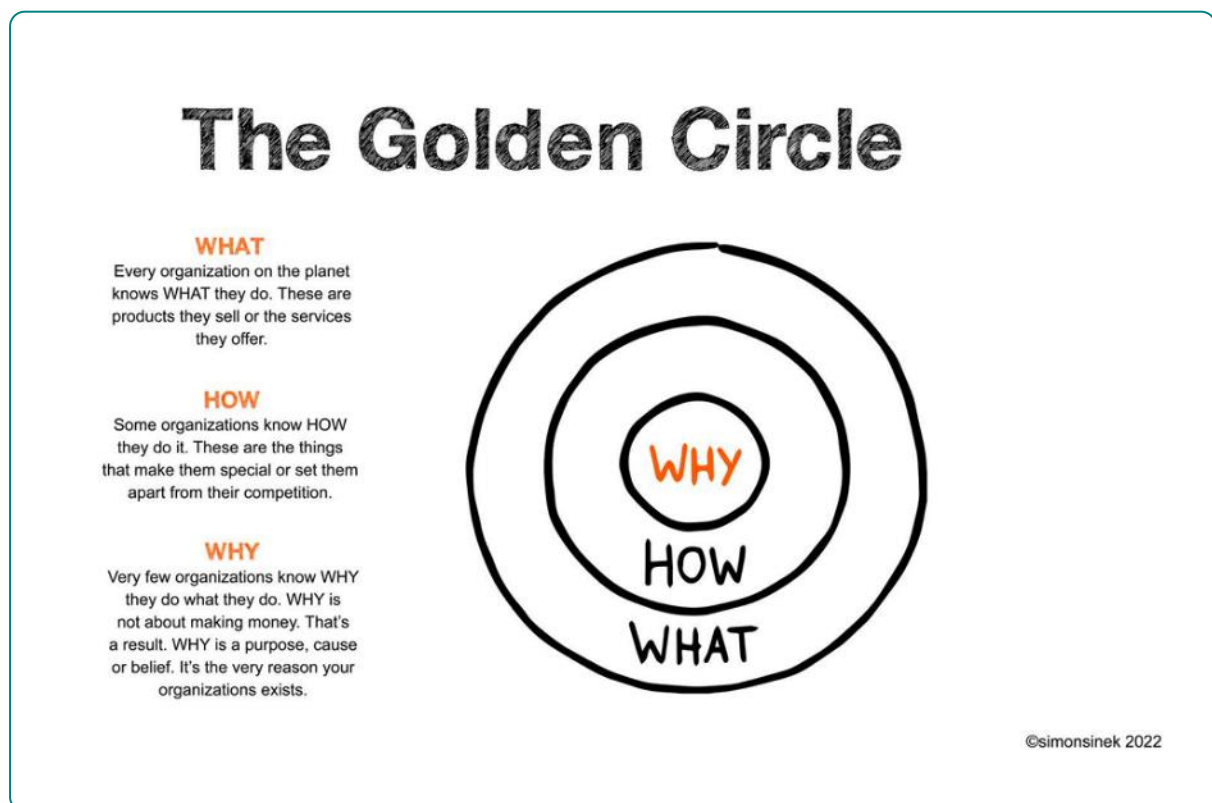 The Golden Circle
WHAT
Every organization on the planet
knows WHAT they do. These are
products they sell or the services
they offer.
HOW
Some organizations know HOW
they do it. These are the things
that make them special or set them
apart from their competition.
WHY
Very few organizations know WHY
they do what they do. WHY is
not about making money. That's
a result. WHY is a purpose, cause
or belief. It's the very reason your
organizations exists.
WHY
HOW
WHAT
©simonsinek 2022